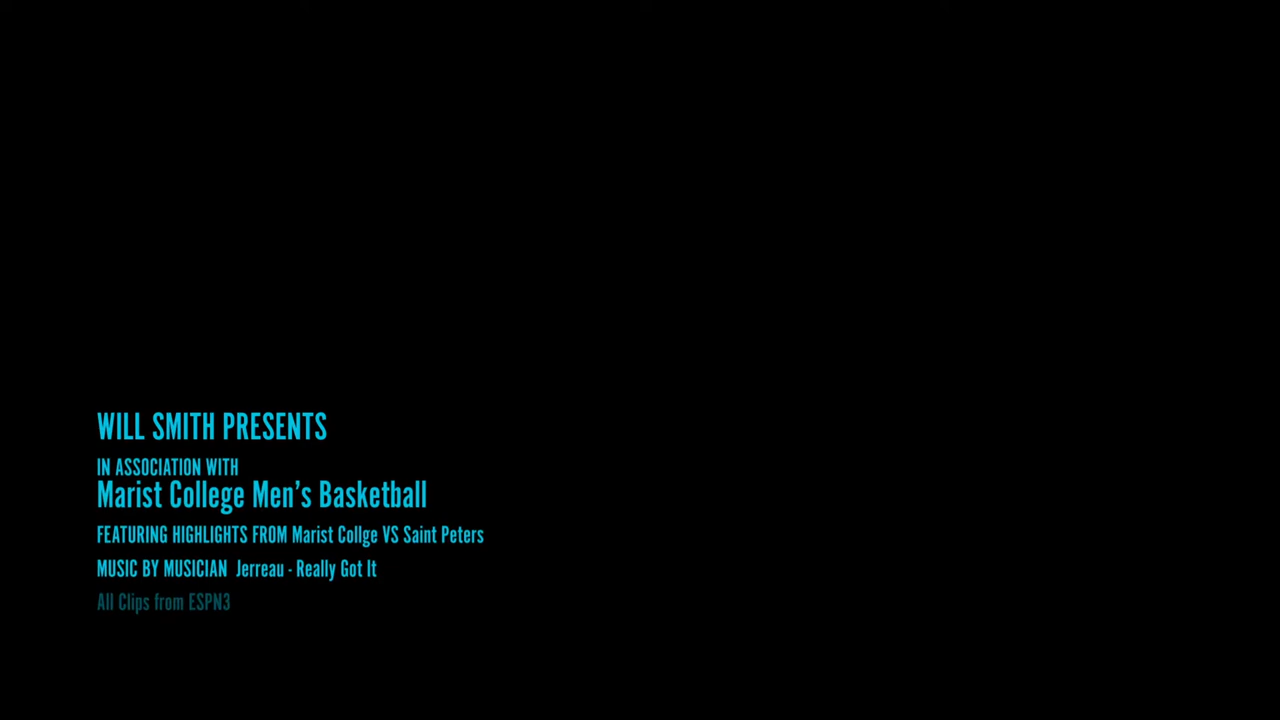 WILL SMITH PRESENTS
IN ASSOCIATION WITH
Marist College Men's Basketball
FEATURING HIGHLIGHTS FROM Marist Collge VS Saint Peters
MUSIC BY MUSICIAN Jerreau - Really Got It
All Clips from ESPN3